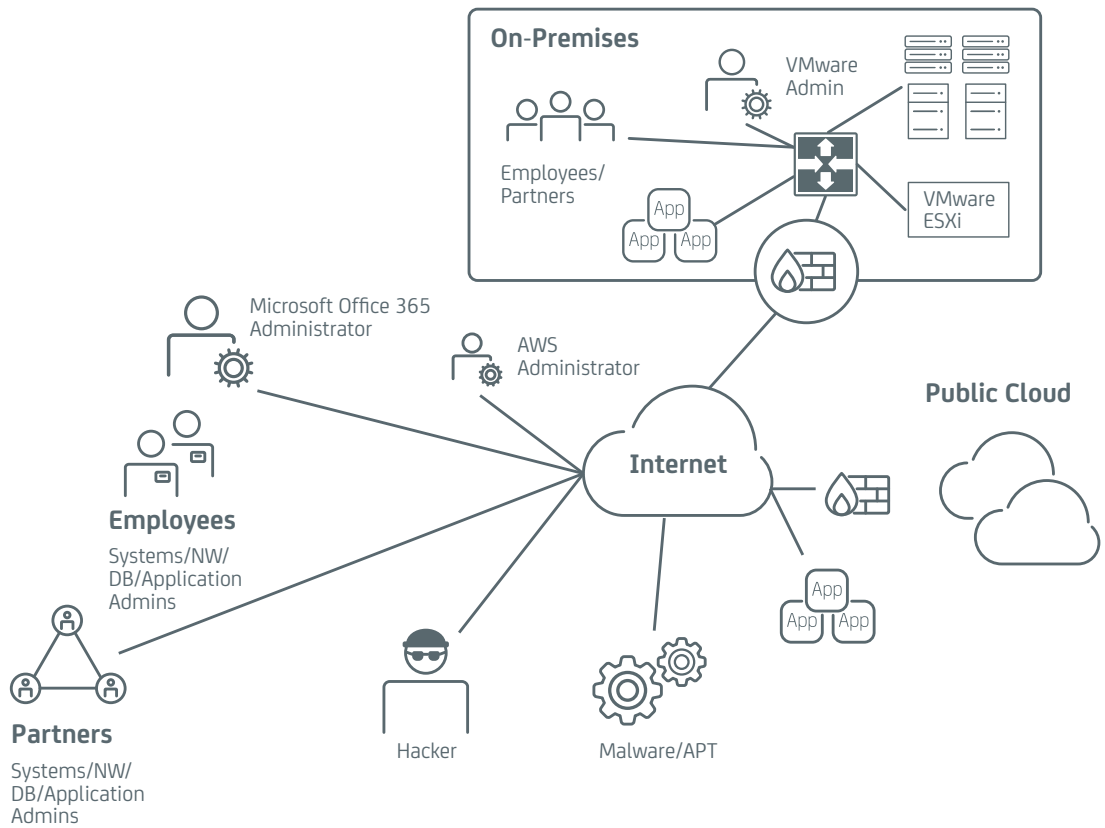 On-Premises
VMware
Admin
Employees/
Partners
App
App
App
VMware
ESXi
Microsoft Office 365
Administrator
AWS
Administrator
Public Cloud
Internet
Employees
Systems/NW/
DB/Application
Admins
App
App
App
Partners
Systems/NW/
DB/Application
Admins
Hacker
Malware/APT